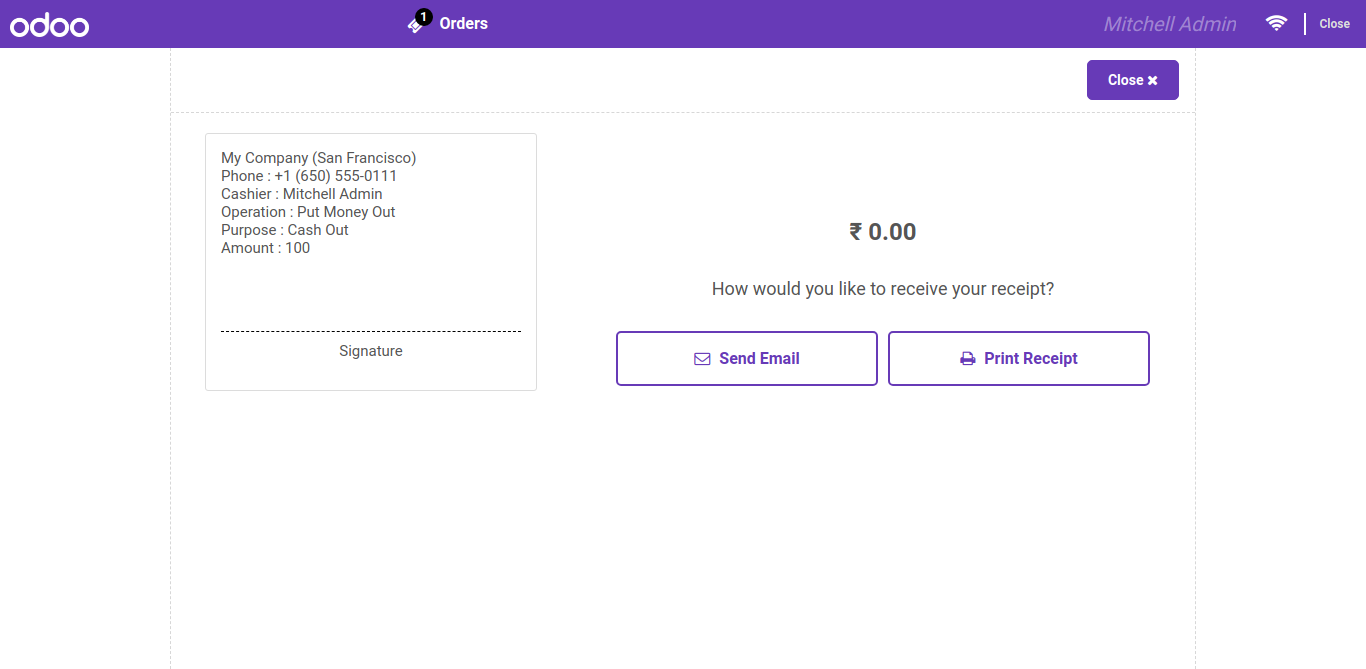 odoo
1
Orders
Mitchell Admin
Close
Close ✖
My Company (San Francisco)
Phone : +1 (650) 555-0111
Cashier : Mitchell Admin
Operation : Put Money Out
Purpose : Cash Out
Amount : 100
Signature
₹ 0.00
How would you like to receive your receipt?
Send Email
Print Receipt